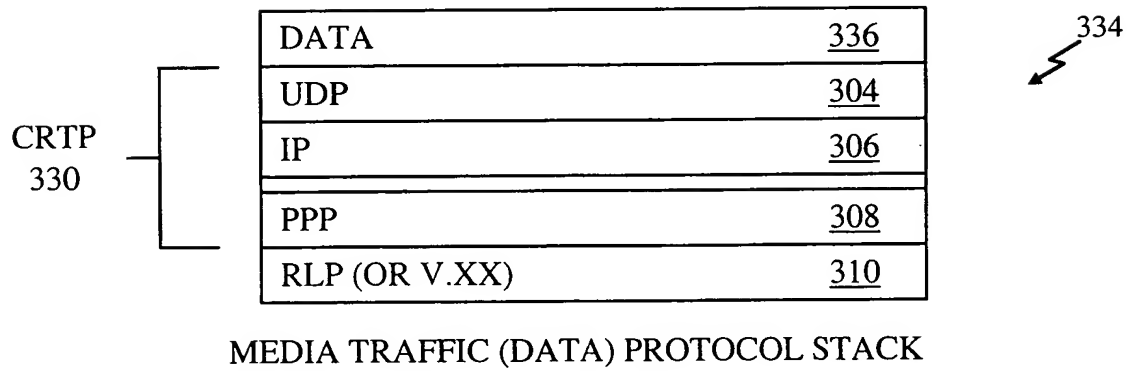 DATA 336
334
UDP 304
CRTP
330
IP 306
PPP 308
RLP (OR V.XX) 310
MEDIA TRAFFIC (DATA) PROTOCOL STACK